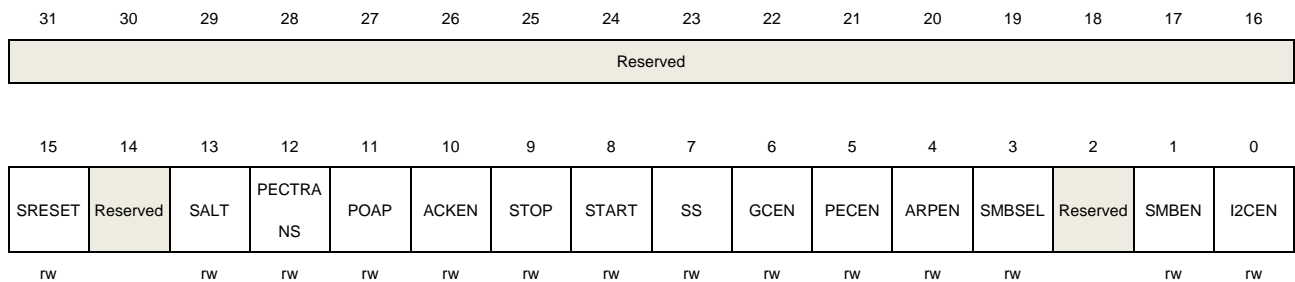 31 30 29 28 27 26 25 24 23 22 21 20 19 18 17 16
Reserved
15 14 13 12 11 10 9 8 7 6 5 4 3 2 1 0
SRESET Reserved SALT PECTRA NS POAP ACKEN STOP START SS GCEN PECEN ARPEN SMBSEL Reserved SMBEN I2CEN
rw rw rw rw rw rw rw rw rw rw rw rw rw rw